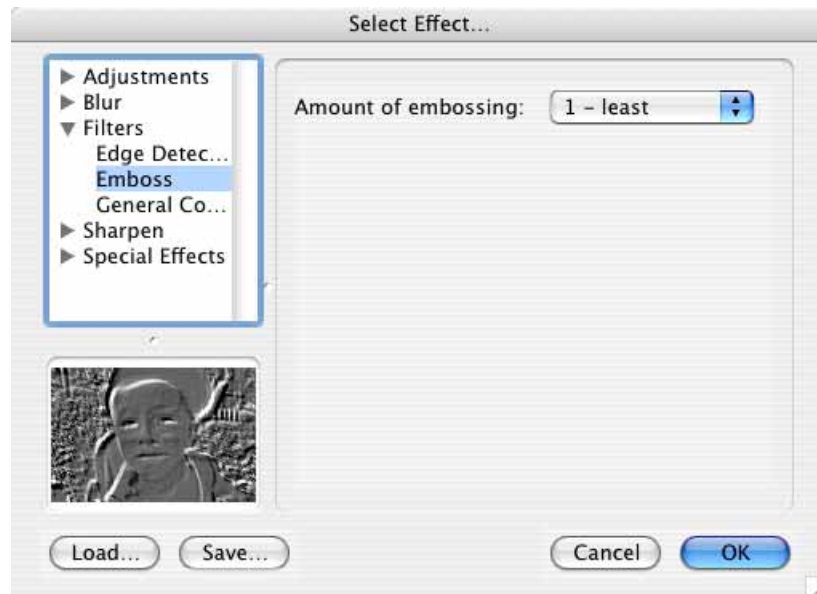 Select Effect...
Adjustments
Blur
Filters
Edge Detec...
Emboss
General Co...
Sharpen
Special Effects
Amount of embossing: 1 – least
Load... Save... Cancel OK